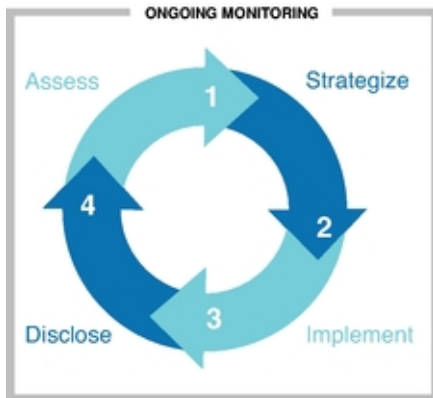 ONGOING MONITORING
Assess
1
Strategize
2
4
3
Disclose
Implement